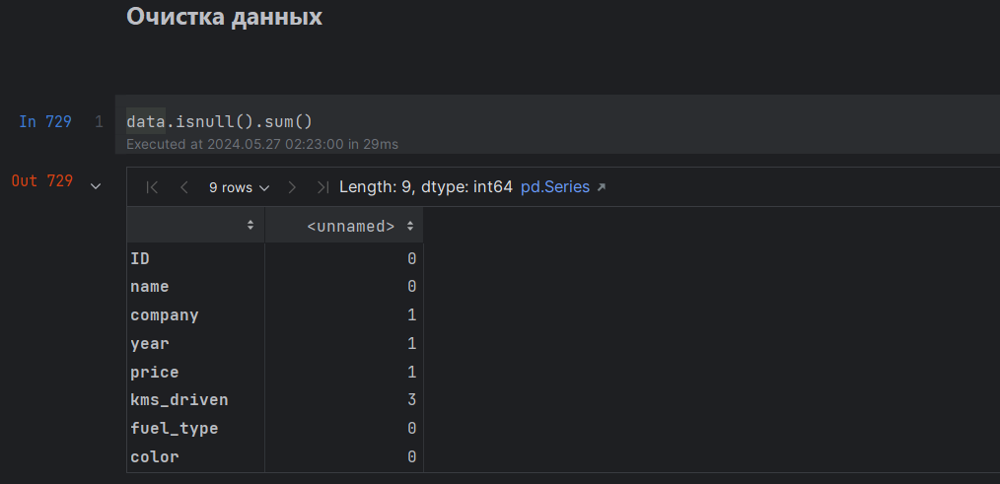 Очистка данных
In 729 1 data.isnull().sum()
Executed at 2024.05.27 02:23:00 in 29ms
Out 729
9 rows Length: 9, dtype: int64 pd.Series
<unnamed>
ID 0
name 0
company 1
year 1
price 1
kms_driven 3
fuel_type 0
color 0